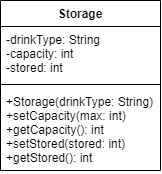 Storage
-drinkType: String
-capacity: int
-stored: int
+Storage(drinkType: String)
+setCapacity(max: int)
+getCapacity(): int
+setStored(stored: int)
+getStored(): int